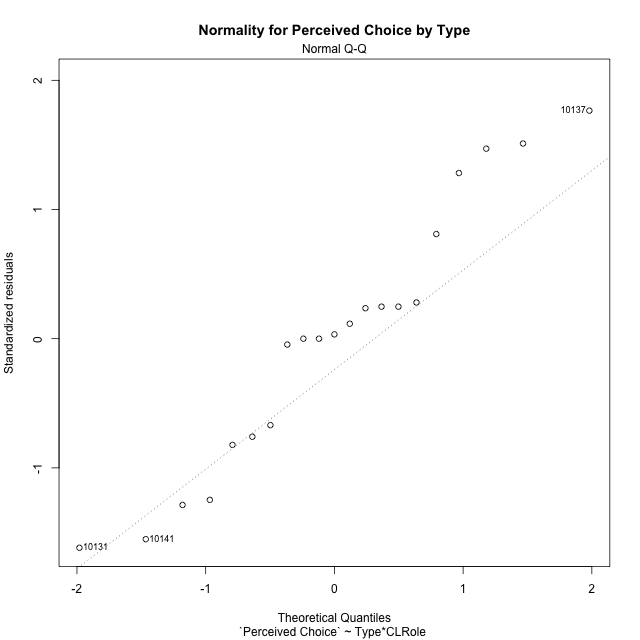 Normality for Perceived Choice by Type
Normal Q-Q
2
10137
1
0
-1
10141
10131
Standardized residuals
-2 -1 0 1 2
Theoretical Quantiles
`Perceived Choice` ~ Type*CLRole